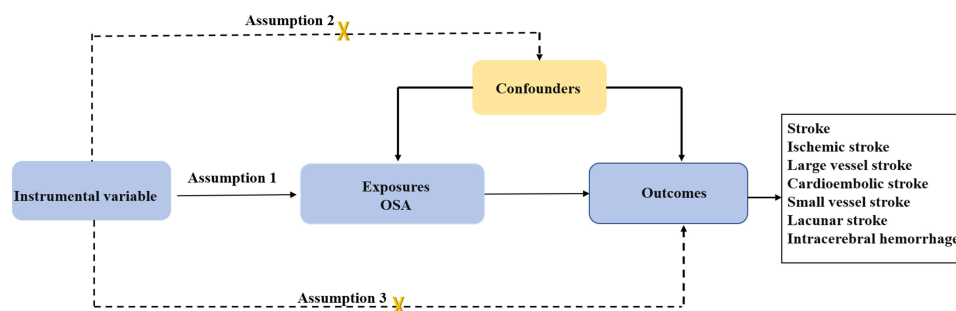 Assumption 2
Confounders
Instrumental variable
Assumption 1
Exposures
OSA
Outcomes
Stroke
Ischemic stroke
Large vessel stroke
Cardioembolic stroke
Small vessel stroke
Lacunar stroke
Intracerebral hemorrhage
Assumption 3